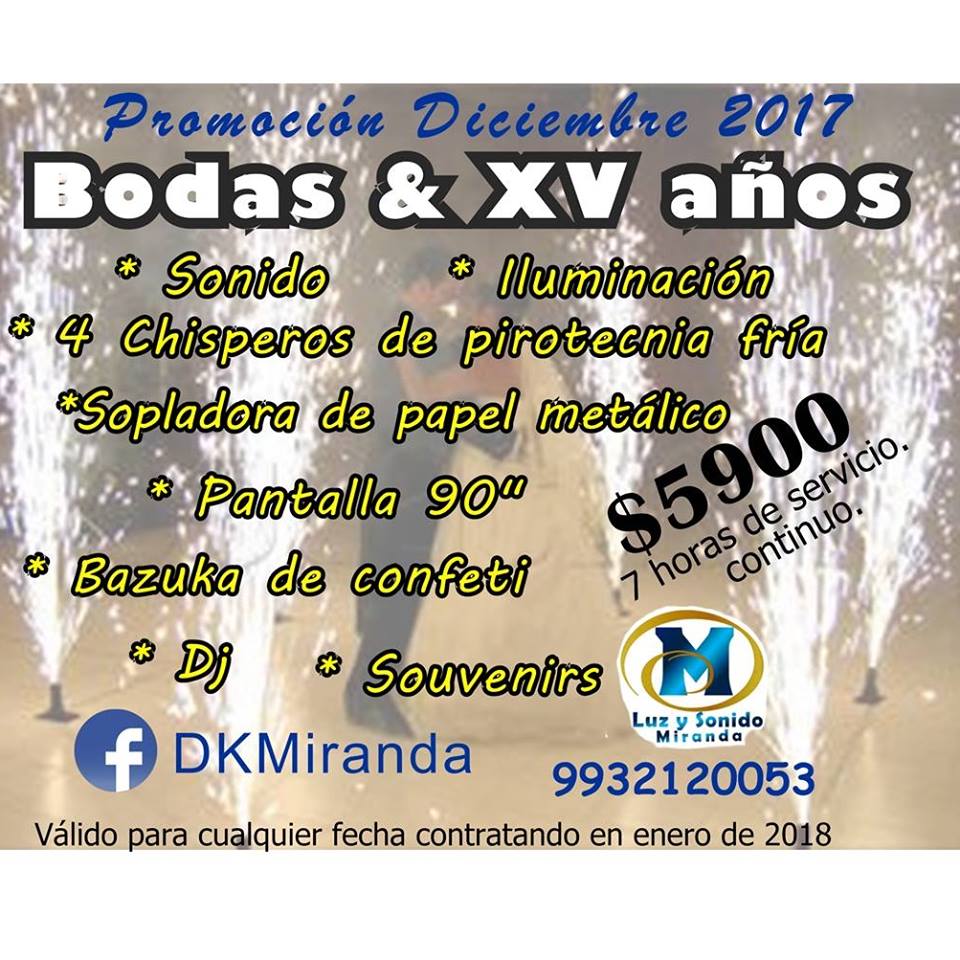 Promoción Diciembre 2017
Bodas & XV años
* Sonido * Iluminación
* 4 Chisperos de pirotecnia fría
*Sopladora de papel metálico
$5900
7 horas de servicio.
continuo.
* Pantalla 90"
* Bazuka de confeti
* Dj * Souvenirs
M
Luz y Sonido
Miranda
f DKMiranda
9932120053
Válido para cualquier fecha contratando en enero de 2018